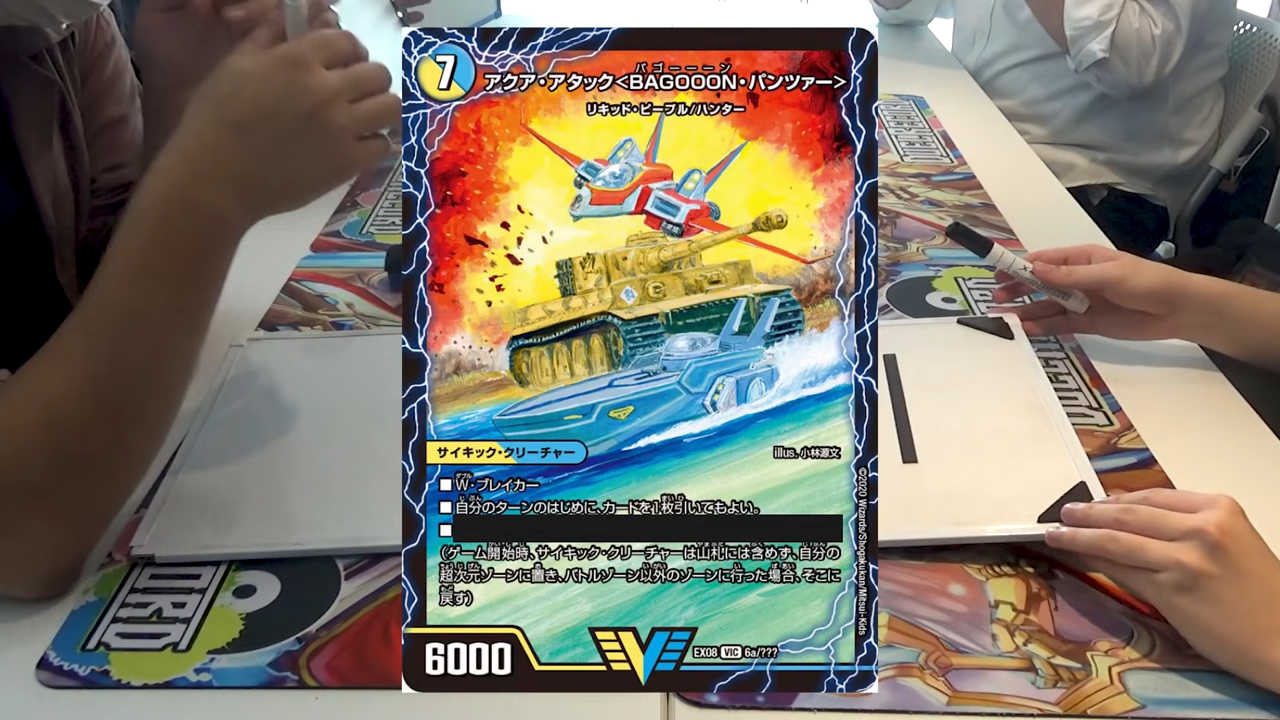 7
バゴーーーン
アクア・アタック<BAGOOON・パンツァー>
リキッド・ピープル/ハンター
サイキック・クリーチャー
illus. 小林源文
■W・ブレイカー
■自分のターンのはじめに、カードを1枚引いてもよい。
■
(ゲーム開始時、サイキック・クリーチャーは山札には含めず、自分の
超次元ゾーンに置き、バトルゾーン以外のゾーンに行った場合、そこに
戻す)
6000
EX08 VIC 6a/???
©2020 Wizards/Shogakukan/Mitsui-Kids